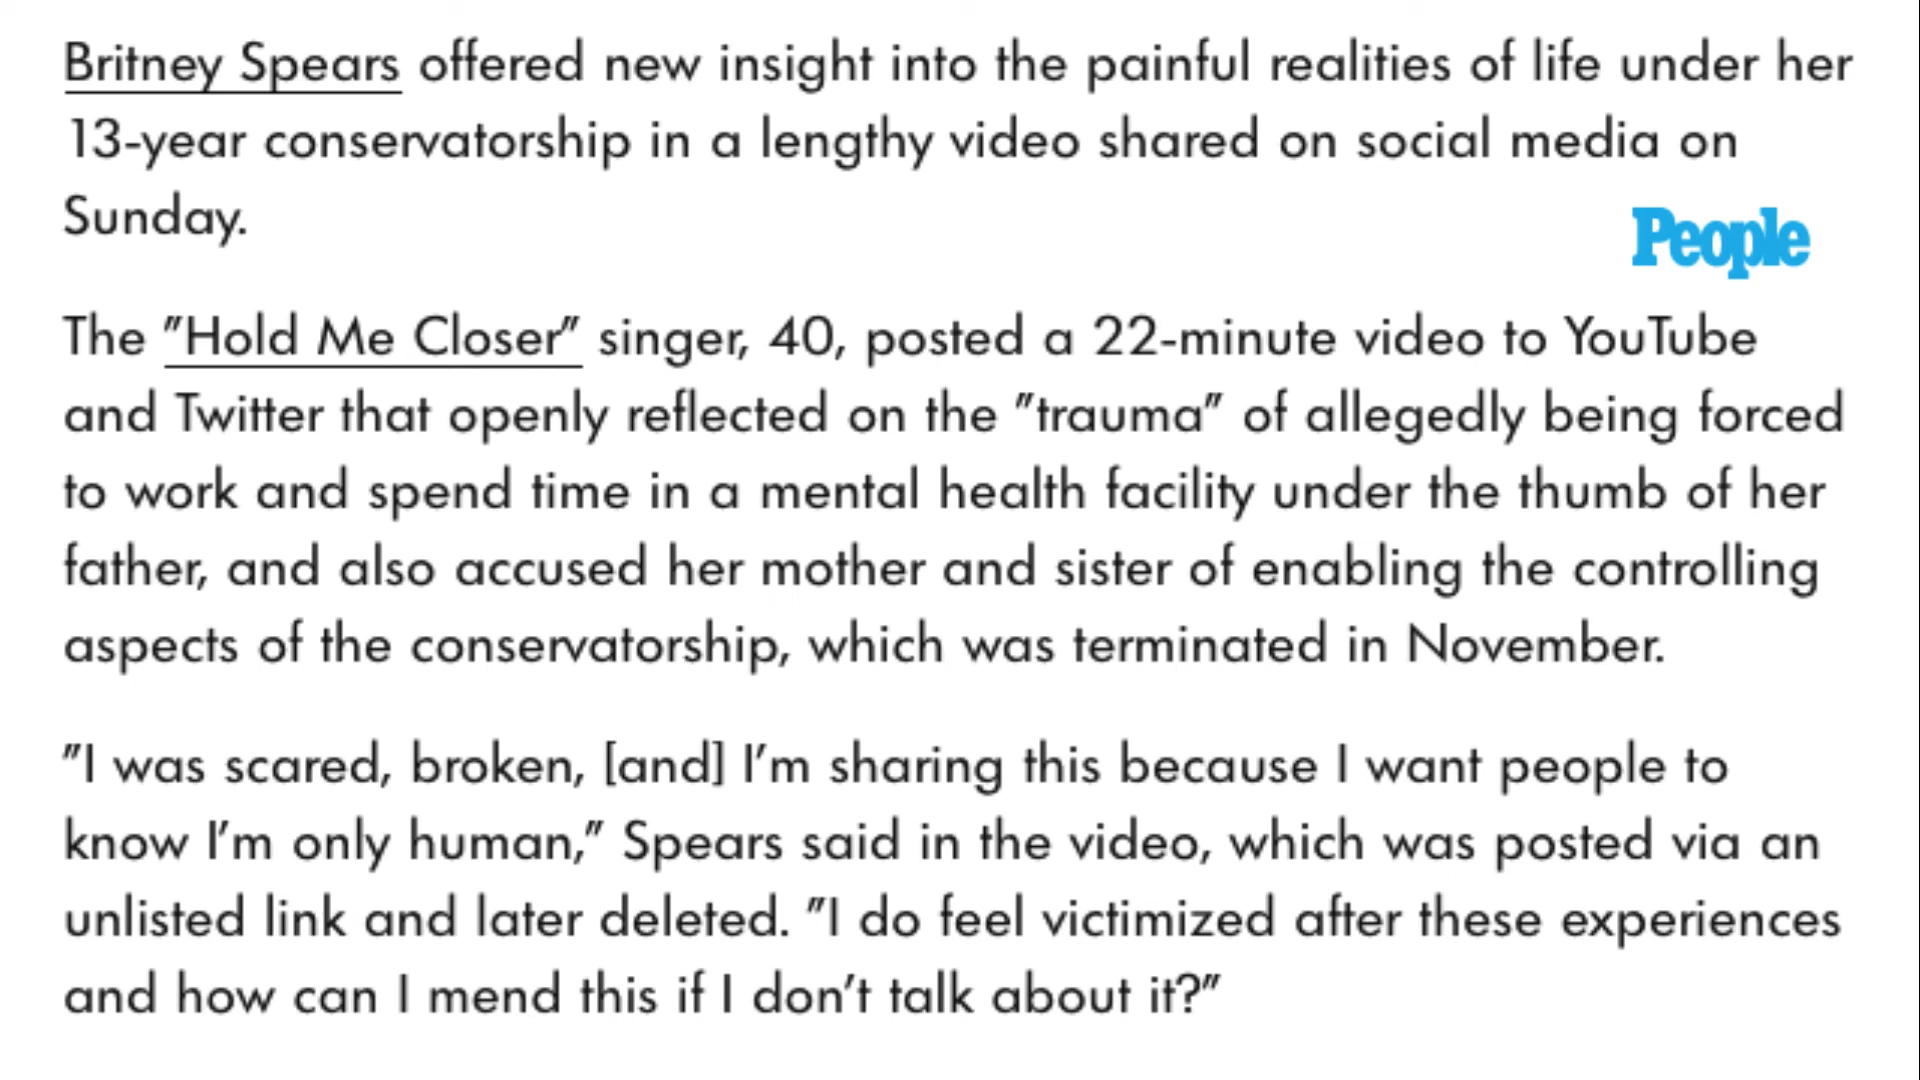 Britney Spears offered new insight into the painful realities of life under her
13-year conservatorship in a lengthy video shared on social media on
Sunday.
People
The "Hold Me Closer" singer, 40, posted a 22-minute video to YouTube
and Twitter that openly reflected on the "trauma" of allegedly being forced
to work and spend time in a mental health facility under the thumb of her
father, and also accused her mother and sister of enabling the controlling
aspects of the conservatorship, which was terminated in November.
"I was scared, broken, [and] I'm sharing this because I want people to
know I'm only human," Spears said in the video, which was posted via an
unlisted link and later deleted. "I do feel victimized after these experiences
and how can I mend this if I don't talk about it?"